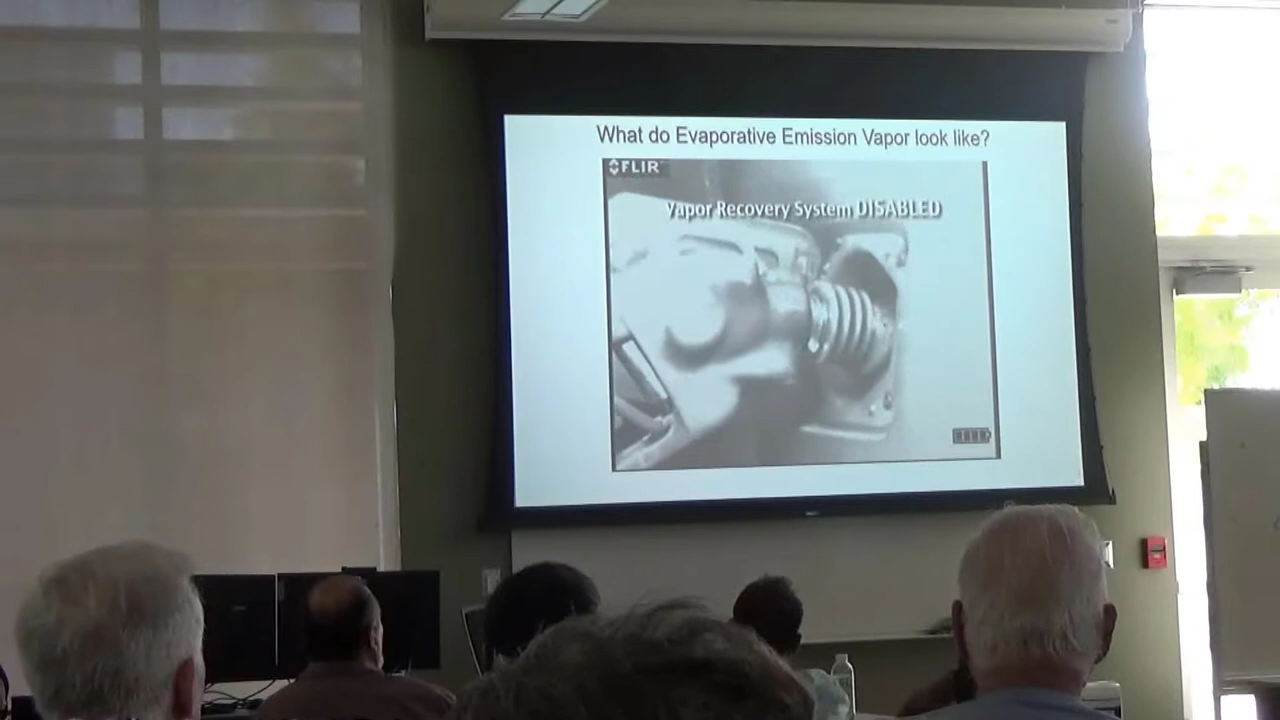 What do Evaporative Emission Vapor look like?
FLIR
Vapor Recovery System DISABLED